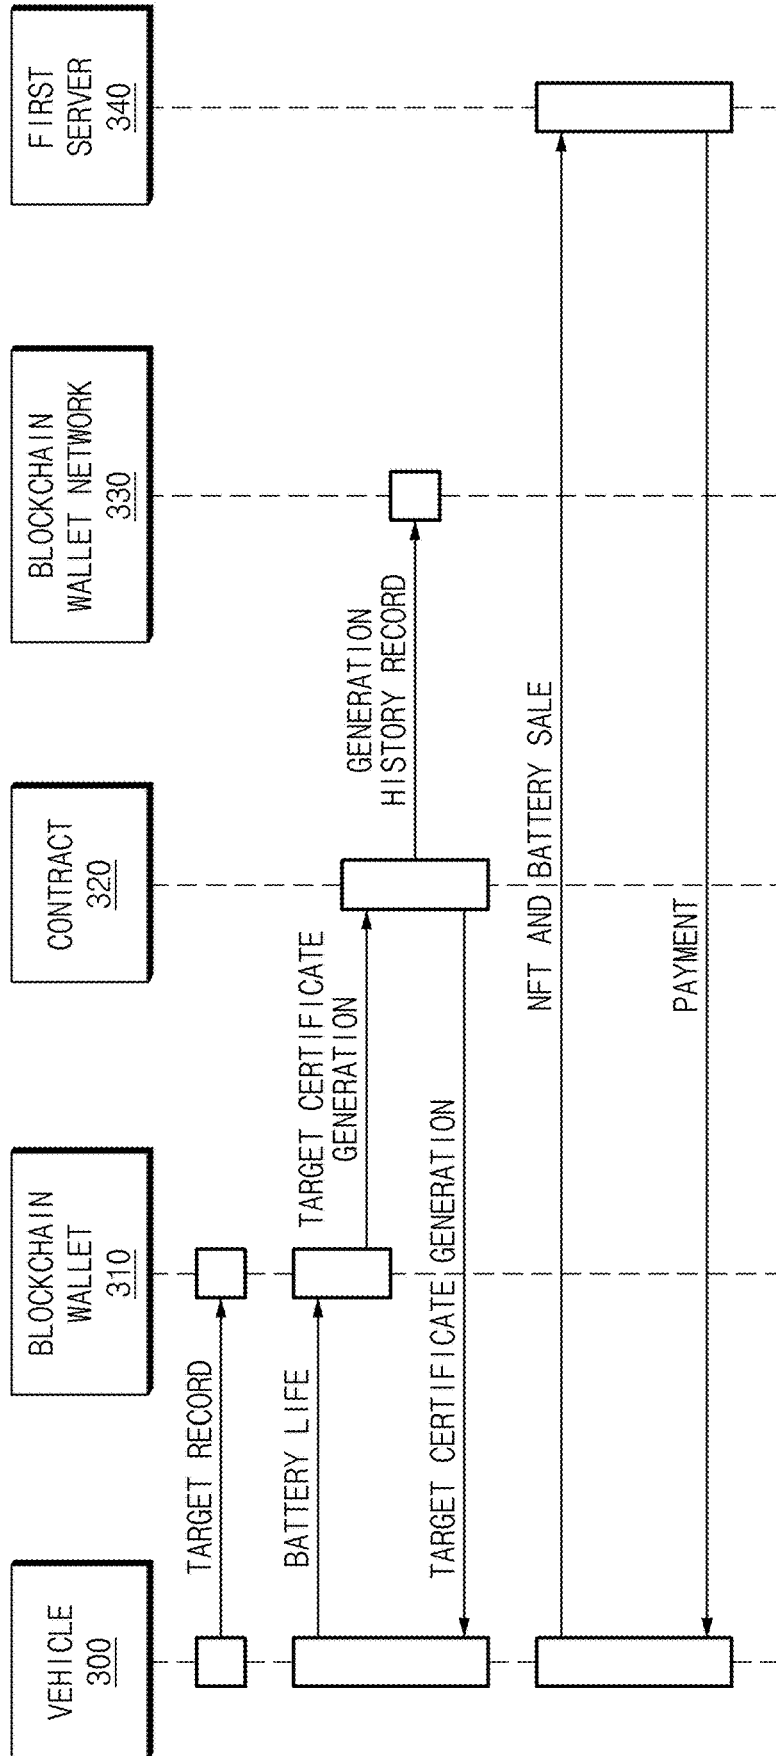 VEHICLE
300
BLOCKCHAIN
WALLET
310
CONTRACT
320
BLOCKCHAIN
WALLET NETWORK
330
FIRST
SERVER
340
TARGET RECORD
BATTERY LIFE
TARGET CERTIFICATE
GENERATION
GENERATION
HISTORY RECORD
TARGET CERTIFICATE GENERATION
NFT AND BATTERY SALE
PAYMENT